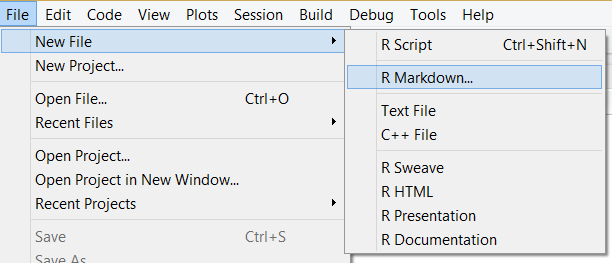 File Edit Code View Plots Session Build Debug Tools Help
New File
New Project...
Open File... Ctrl+O
Recent Files
Open Project...
Open Project in New Window...
Recent Projects
Save Ctrl+S
Save As
R Script Ctrl+Shift+N
R Markdown...
Text File
C++ File
R Sweave
R HTML
R Presentation
R Documentation